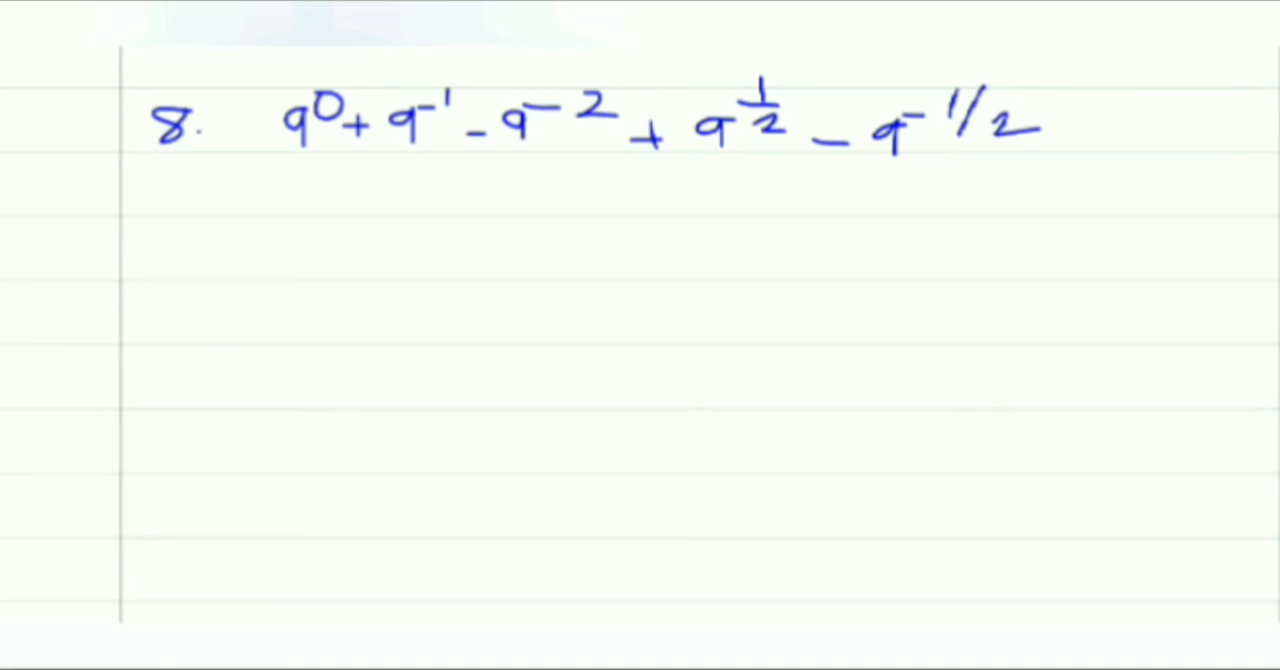 8. 9⁰ + 9⁻¹ - 9⁻² + 9^(1/2) - 9^(-1/2)